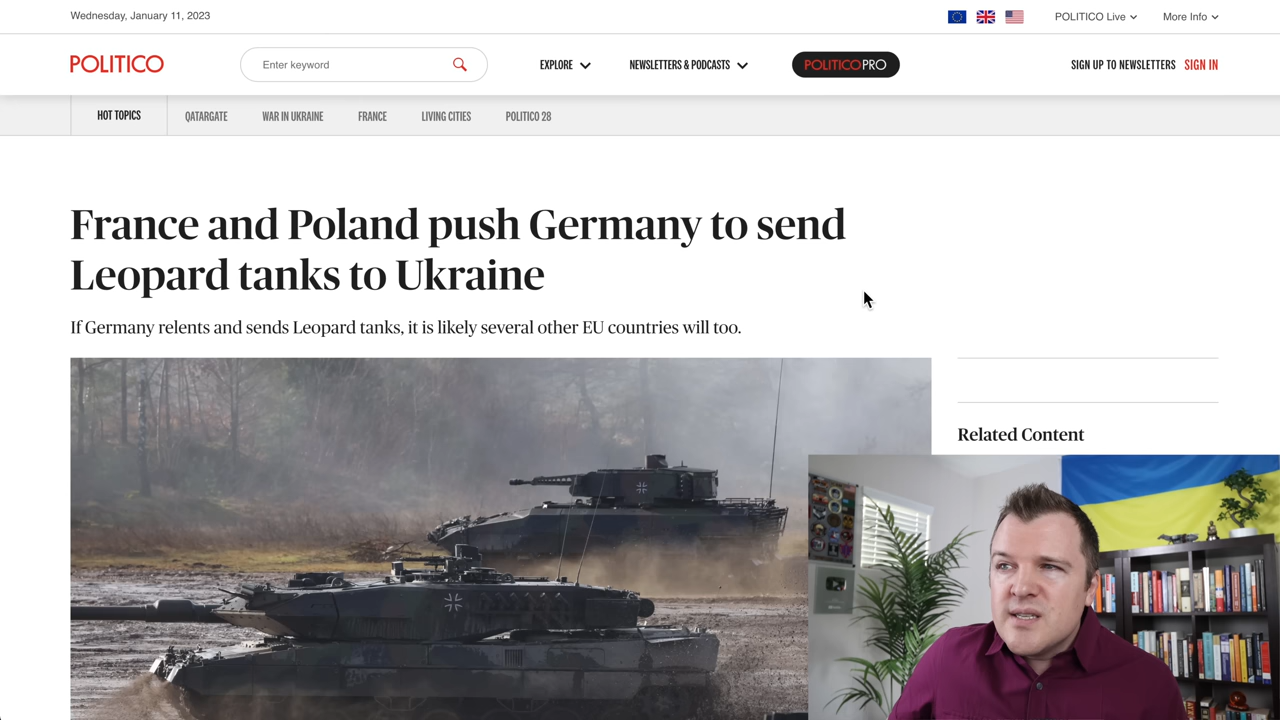 Wednesday, January 11, 2023
POLITICO Live
More Info
POLITICO
Enter keyword
EXPLORE
NEWSLETTERS & PODCASTS
POLITICOPRO
SIGN UP TO NEWSLETTERS
SIGN IN
HOT TOPICS
QATARGATE
WAR IN UKRAINE
FRANCE
LIVING CITIES
POLITICO 28
France and Poland push Germany to send
Leopard tanks to Ukraine
If Germany relents and sends Leopard tanks, it is likely several other EU countries will too.
Related Content